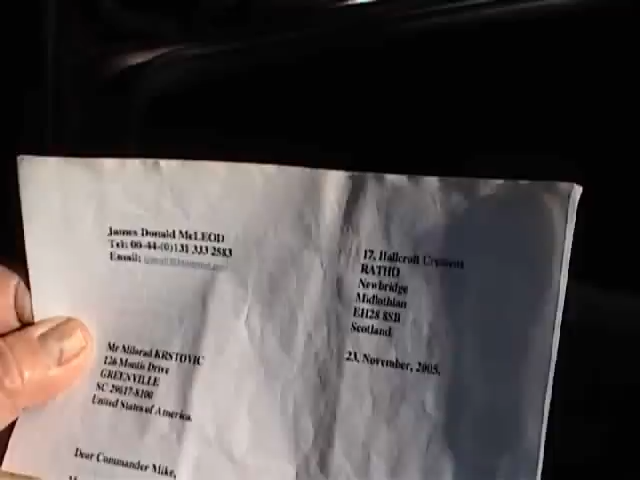 James Donald McLEOD
Tel: 00-44-(0)131 333 2583
Email:
17, Hallcroft Crescent
RATHO
Newbridge
Midlothian
EH28 8SB
Scotland
23, November, 2005.
Mr Milorad KRSTOVIC
126 Montis Drive
GREENVILLE
SC 29617-8100
United States of America.
Dear Commander Mike,